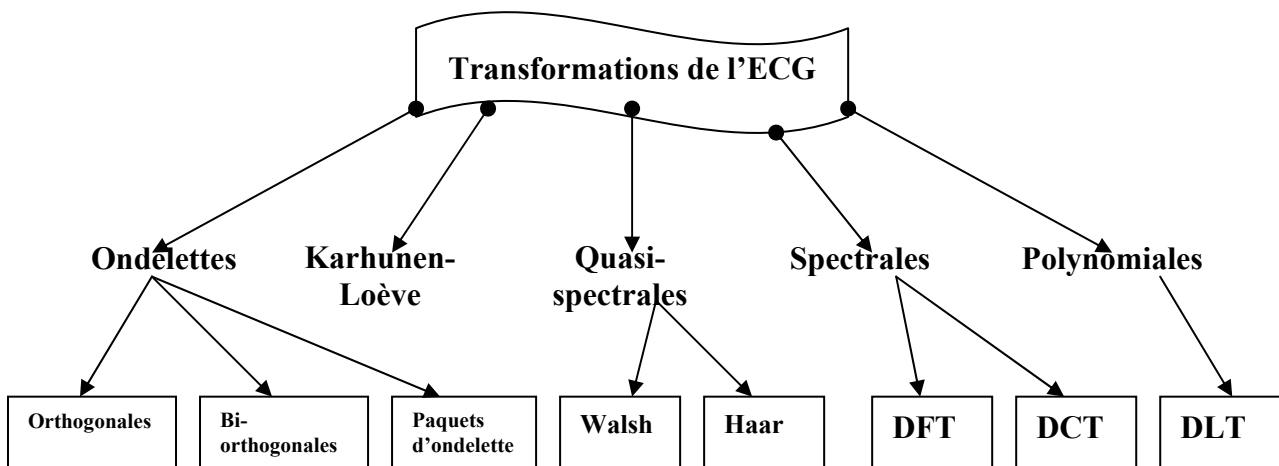 Transformations de l’ECG
Ondelettes
Karhunen-
Loève
Quasi-
spectrales
Spectrales
Polynomiales
Orthogonales
Bi-
orthogonales
Paquets
d’ondelette
Walsh
Haar
DFT
DCT
DLT